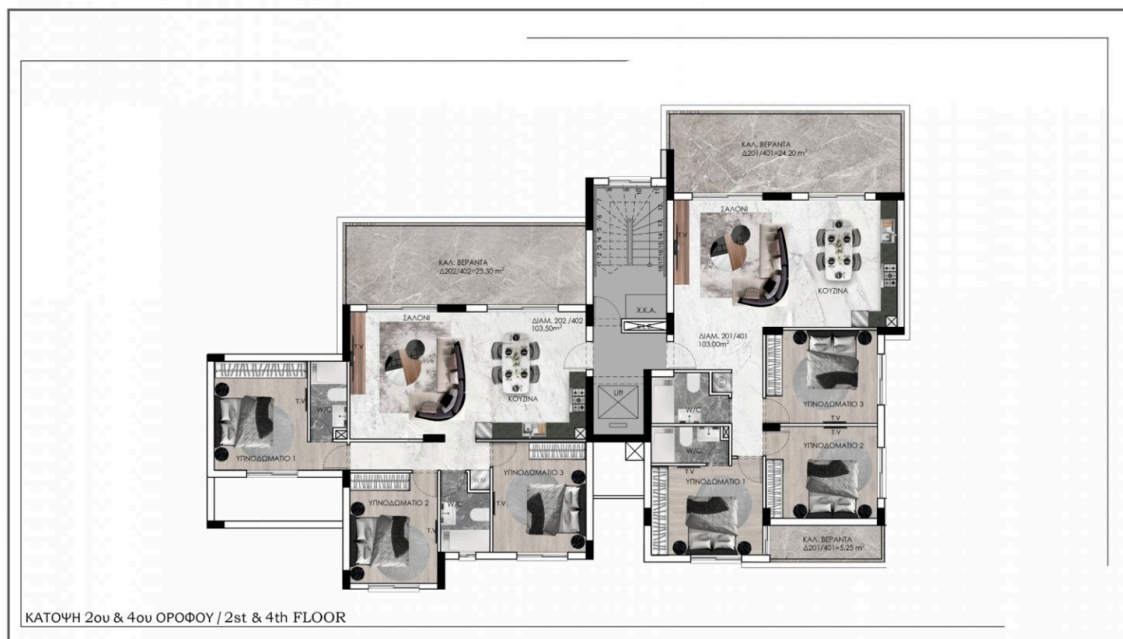 ΚΑΛ. ΒΕΡΑΝΤΑ
Δ201/401=24.20 m²
ΣΑΛΟΝΙ
T.V
ΚΟΥΖΙΝΑ
ΔΙΑΜ. 201/401
103.00m²
ΥΠΝΟΔΩΜΑΤΙΟ 3
T.V
W/C
W/C
T.V
ΥΠΝΟΔΩΜΑΤΙΟ 2
T.V
ΥΠΝΟΔΩΜΑΤΙΟ 1
ΚΑΛ. ΒΕΡΑΝΤΑ
Δ201/401=5.25 m²
Χ.Κ.Α.
Lift
ΚΑΛ. ΒΕΡΑΝΤΑ
Δ202/402=25.30 m²
ΣΑΛΟΝΙ
T.V
ΔΙΑΜ. 202 /402
103.50m²
ΚΟΥΖΙΝΑ
T.V
W/C
ΥΠΝΟΔΩΜΑΤΙΟ 1
ΥΠΝΟΔΩΜΑΤΙΟ 2
T.V
W/C
ΥΠΝΟΔΩΜΑΤΙΟ 3
T.V
ΚΑΤΟΨΗ 2ου & 4ου ΟΡΟΦΟΥ / 2st & 4th FLOOR